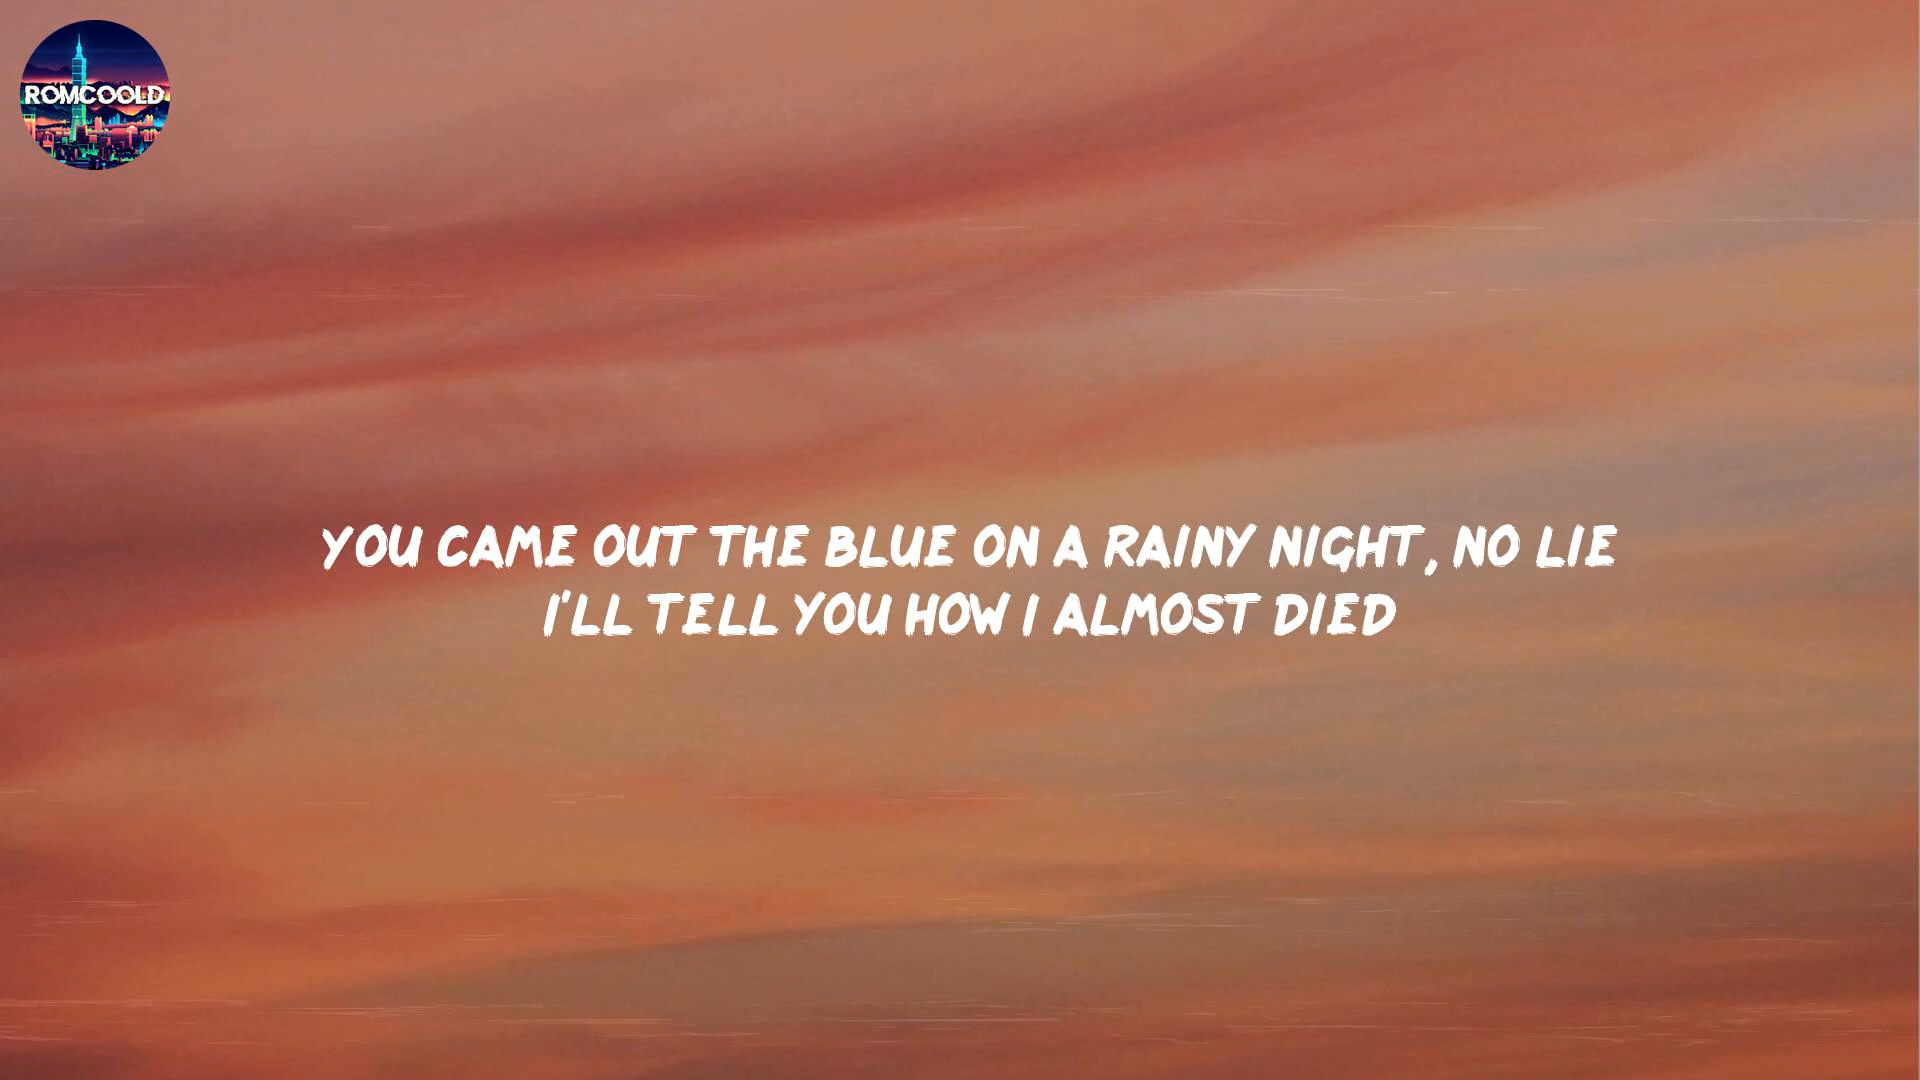 ROMCOOLD
YOU CAME OUT THE BLUE ON A RAINY NIGHT, NO LIE
I'LL TELL YOU HOW I ALMOST DIED